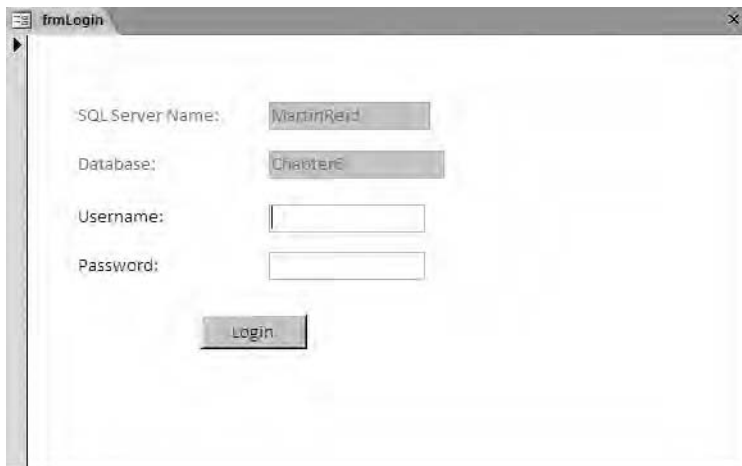 frmLogin
SQL Server Name: MartinReid
Database: Chapter6
Username:
Password:
Login